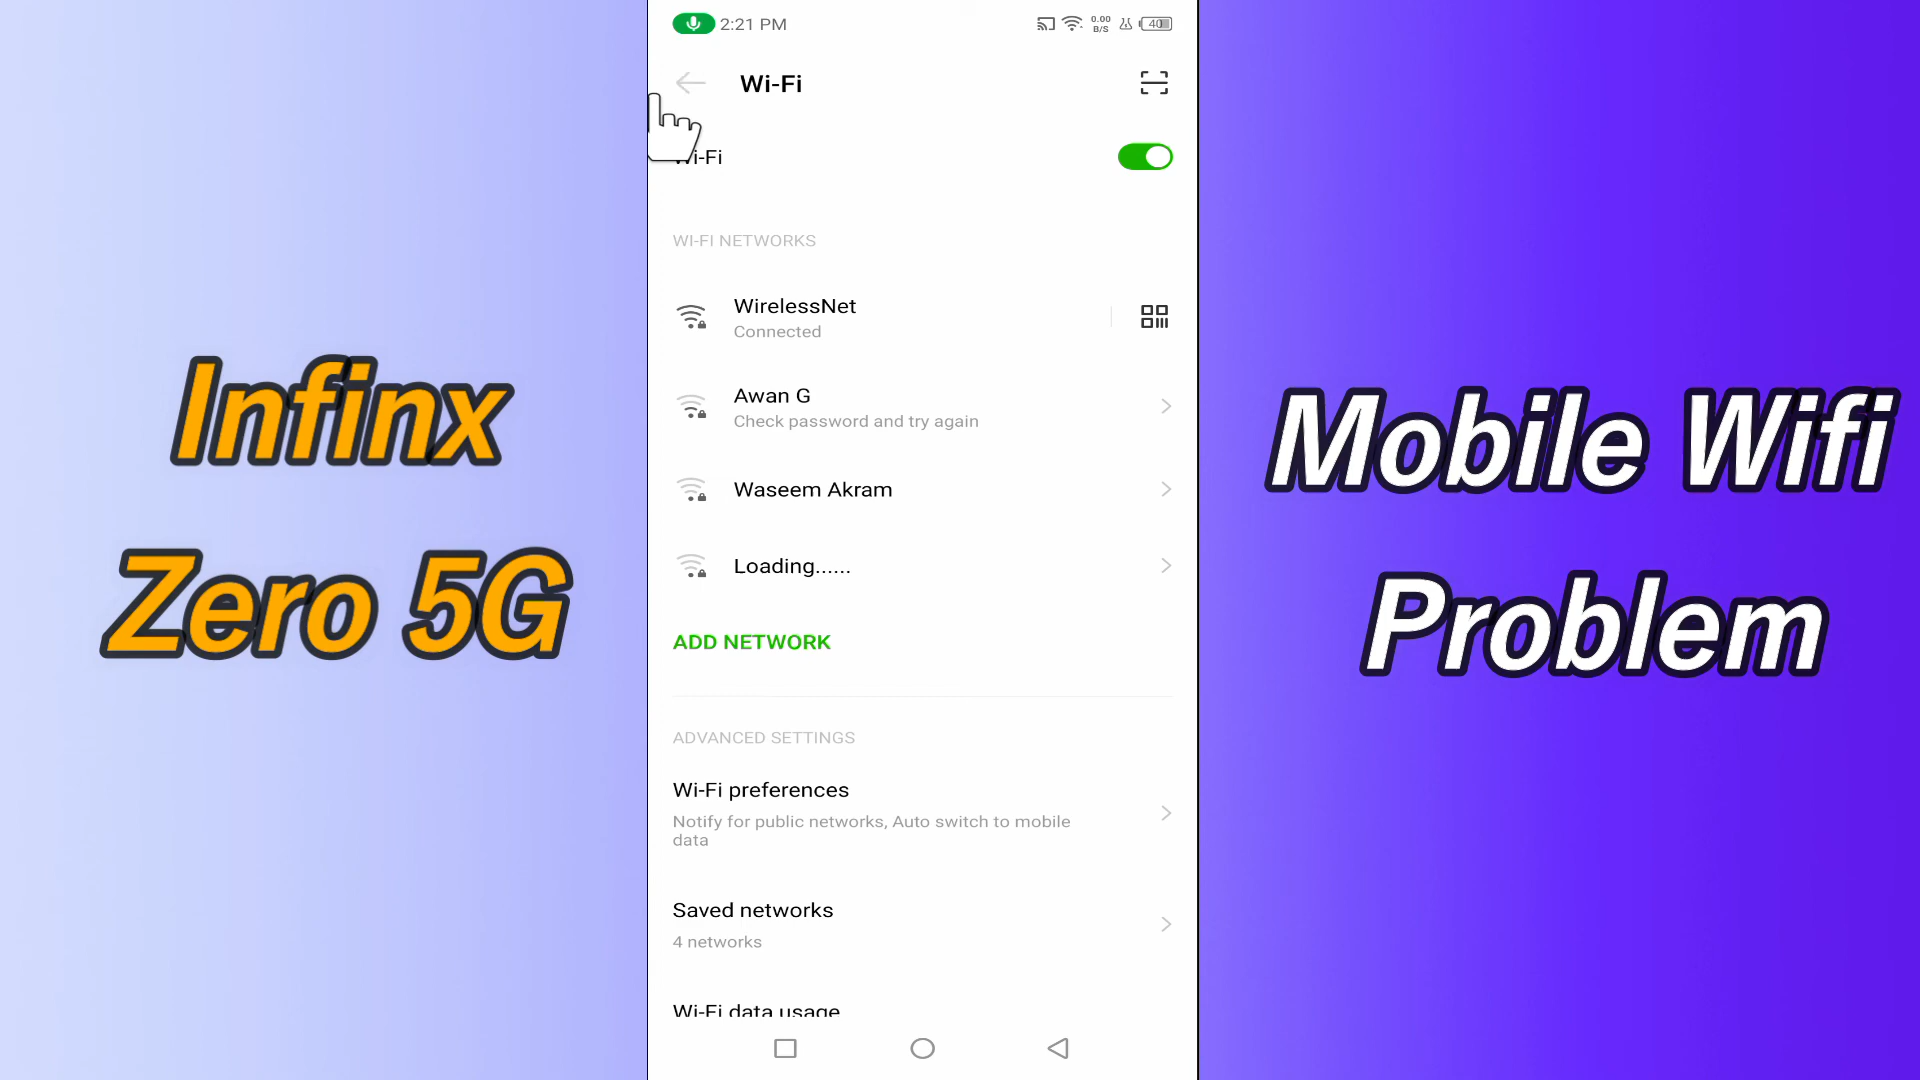 2:21 PM
0.00
B/S
40
Wi-Fi
Wi-Fi
WI-FI NETWORKS
WirelessNet
Connected
Awan G
Check password and try again
Waseem Akram
Loading......
ADD NETWORK
ADVANCED SETTINGS
Wi-Fi preferences
Notify for public networks, Auto switch to mobile
data
Saved networks
4 networks
Wi-Fi data usage
Infinx
Zero 5G
Mobile Wifi
Problem